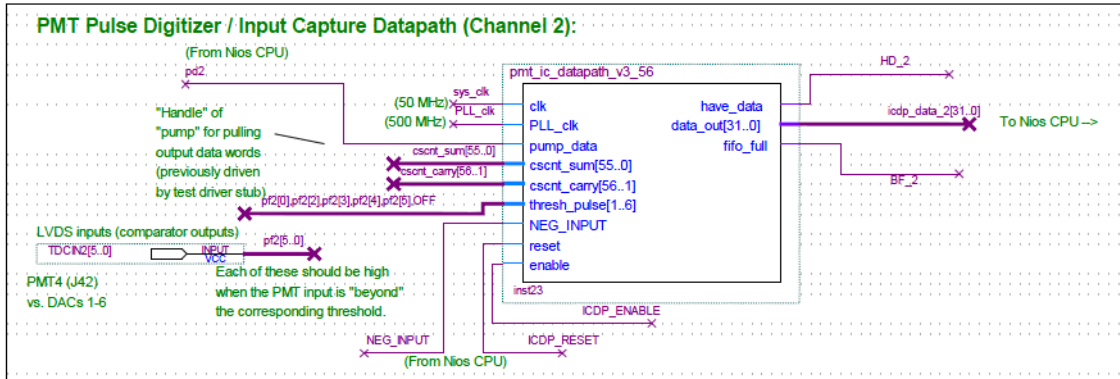 PMT Pulse Digitizer / Input Capture Datapath (Channel 2):
(From Nios CPU)
pd2
"Handle" of
"pump" for pulling
output data words
(previously driven
by test driver stub)
sys_clk
(50 MHz)
PLL_clk
(500 MHz)
cscnt_sum[55..0]
cscnt_carry[56..1]
pf2[0],pf2[2],pf2[3],pf2[4],pf2[5],OFF
pmt_ic_datapath_v3_56
clk
PLL_clk
pump_data
cscnt_sum[55..0]
cscnt_carry[56..1]
thresh_pulse[1..6]
NEG_INPUT
reset
enable
have_data
data_out[31..0]
fifo_full
inst23
HD_2
icdp_data_2[31..0]
To Nios CPU -->
BF_2
LVDS inputs (comparator outputs)
TDCIN2[5..0]
INPUT
VCC
pf2[5..0]
PMT4 (J42)
vs. DACs 1-6
Each of these should be high
when the PMT input is "beyond"
the corresponding threshold.
ICDP_ENABLE
NEG_INPUT
ICDP_RESET
(From Nios CPU)